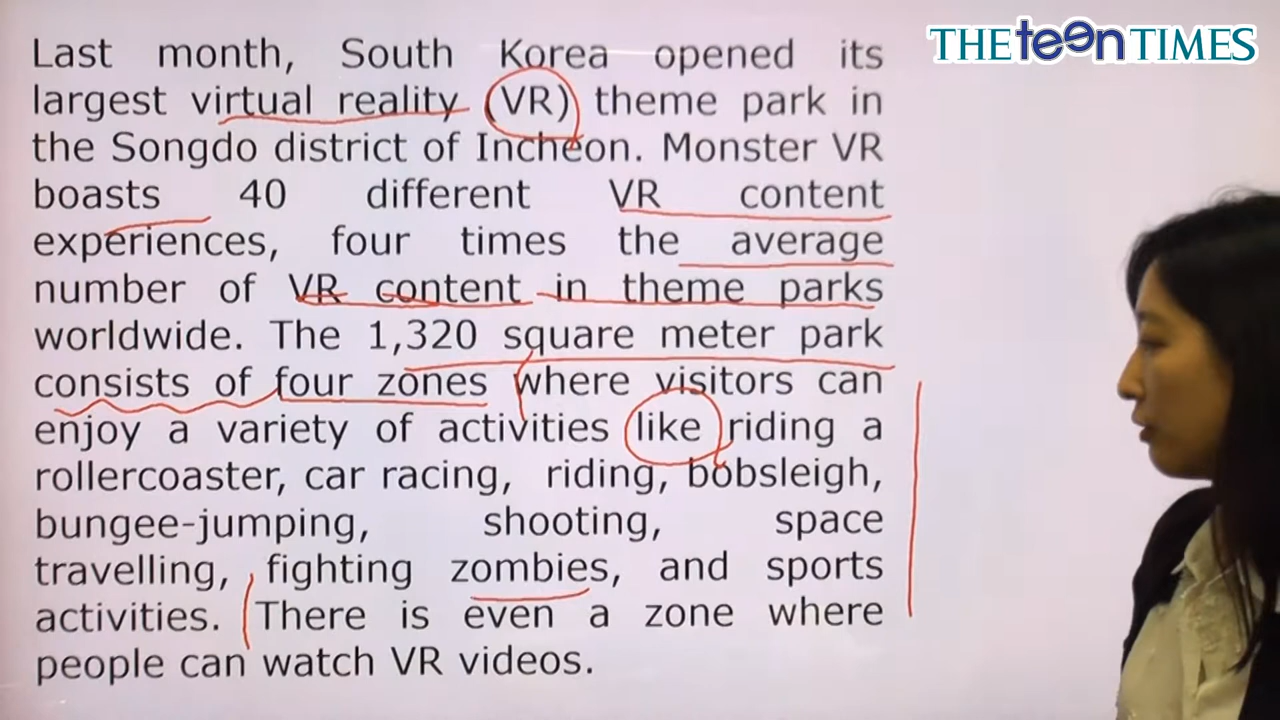 THE teen TIMES
Last month, South Korea opened its
largest virtual reality (VR) theme park in
the Songdo district of Incheon. Monster VR
boasts 40 different VR content
experiences, four times the average
number of VR content in theme parks
worldwide. The 1,320 square meter park
consists of four zones where visitors can
enjoy a variety of activities like riding a
rollercoaster, car racing, riding, bobsleigh,
bungee-jumping, shooting, space
travelling, fighting zombies, and sports
activities. There is even a zone where
people can watch VR videos.